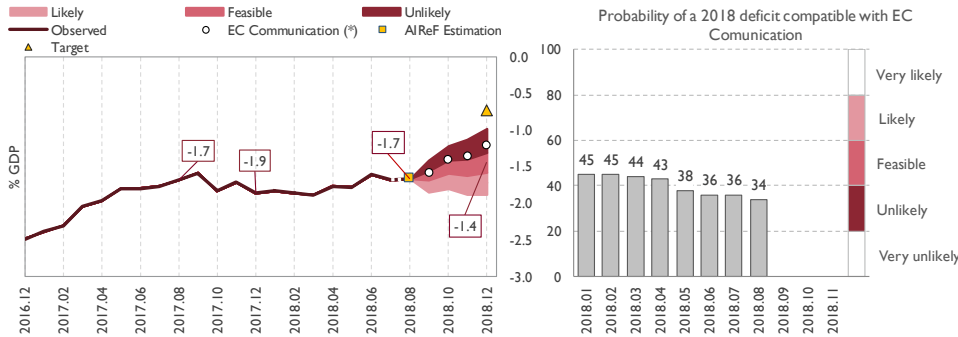 Likely Feasible Unlikely
Observed EC Communication (*) AIReF Estimation
Target
% GDP
0.0
-0.5
-1.0
-1.5
-2.0
-2.5
-3.0
-1.7
-1.9
-1.7
-1.4
2016.12 2017.02 2017.04 2017.06 2017.08 2017.10 2017.12 2018.02 2018.04 2018.06 2018.08 2018.10 2018.12
Probability of a 2018 deficit compatible with EC
Comunication
100
80
60
40
20
0
45 45 44 43 38 36 36 34
2018.01 2018.02 2018.03 2018.04 2018.05 2018.06 2018.07 2018.08 2018.09 2018.10 2018.11
Very likely
Likely
Feasible
Unlikely
Very unlikely